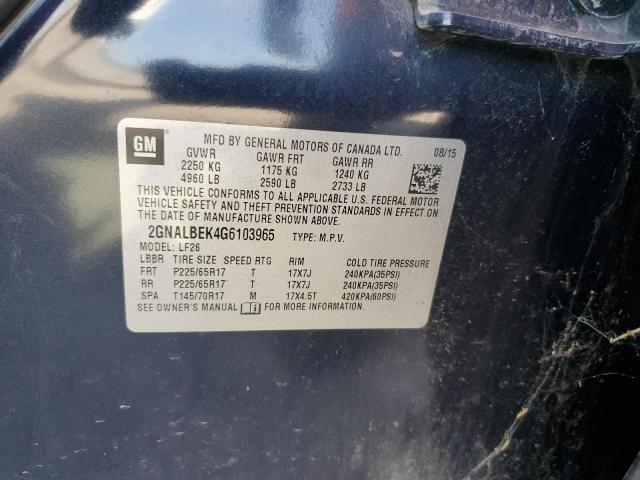 GM
MFD BY GENERAL MOTORS OF CANADA LTD. 08/15
GVWR GAWR FRT GAWR RR
2250 KG 1175 KG 1240 KG
4960 LB 2590 LB 2733 LB
THIS VEHICLE CONFORMS TO ALL APPLICABLE U.S. FEDERAL MOTOR
VEHICLE SAFETY AND THEFT PREVENTION STANDARDS IN EFFECT ON THE
DATE OF MANUFACTURE SHOWN ABOVE.
2GNALBEK4G6103965 TYPE: M.P.V.
MODEL: LF26
LBBR TIRE SIZE SPEED RTG RIM COLD TIRE PRESSURE
FRT P225/65R17 T 17X7J 240KPA(35PSI)
RR P225/65R17 T 17X7J 240KPA(35PSI)
SPA T145/70R17 M 17X4.5T 420KPA(60PSI)
SEE OWNER'S MANUAL FOR MORE INFORMATION.